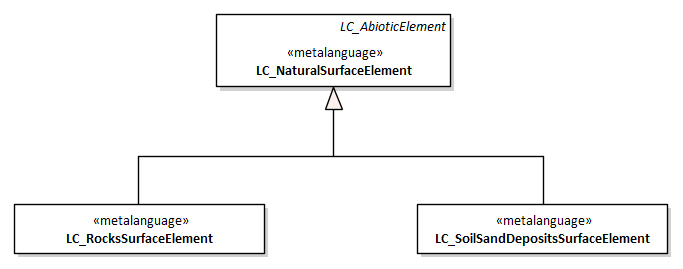 LC_AbioticElement
«metalanguage»
LC_NaturalSurfaceElement
«metalanguage»
LC_RocksSurfaceElement
«metalanguage»
LC_SoilSandDepositsSurfaceElement